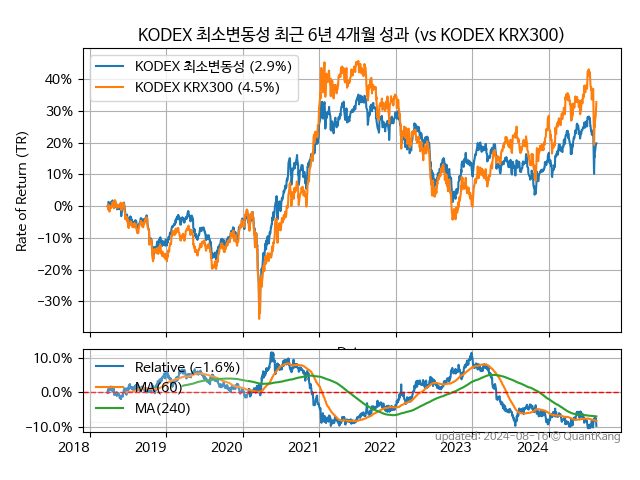 KODEX 최소변동성 최근 6년 4개월 성과 (vs KODEX KRX300)
KODEX 최소변동성 (2.9%)
KODEX KRX300 (4.5%)
Rate of Return (TR)
40%
30%
20%
10%
0%
−10%
−20%
−30%
Relative (−1.6%)
MA(60)
MA(240)
10.0%
0.0%
−10.0%
2018 2019 2020 2021 2022 2023 2024
updated: 2024-08-16 © QuantKang